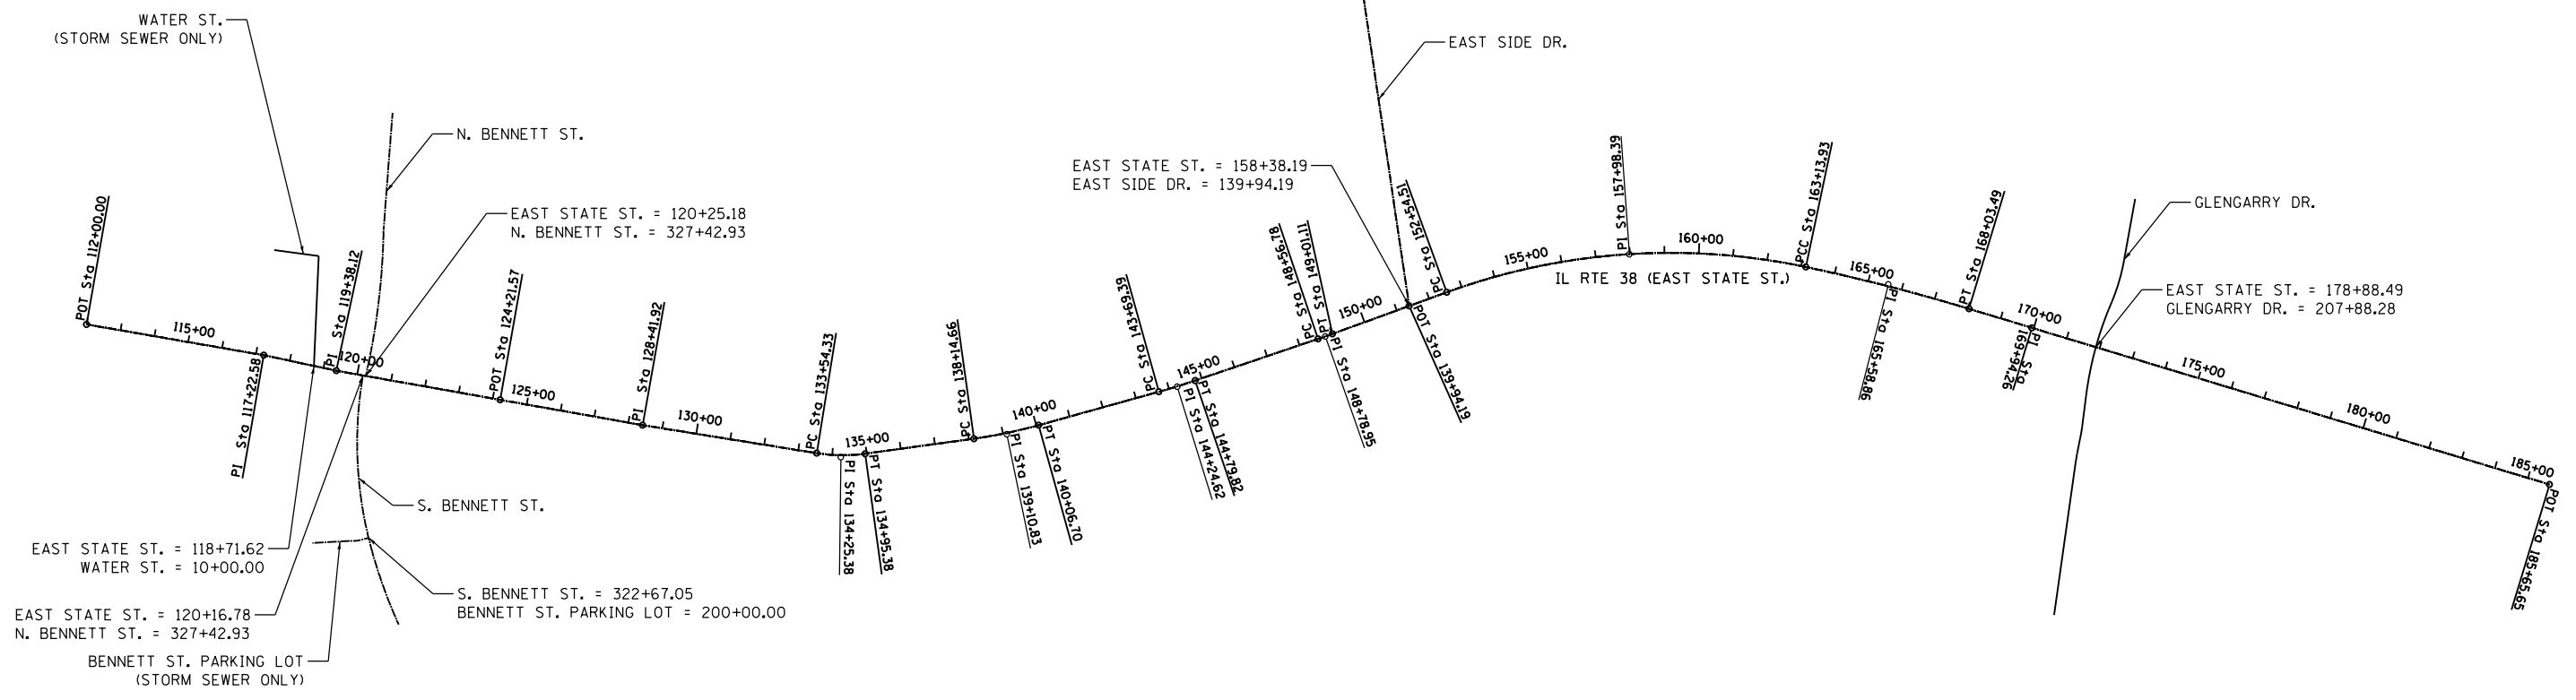 WATER ST.
(STORM SEWER ONLY)
N. BENNETT ST.
EAST SIDE DR.
EAST STATE ST. = 158+38.19
EAST SIDE DR. = 139+94.19
GLENGARRY DR.
EAST STATE ST. = 120+25.18
N. BENNETT ST. = 327+42.93
EAST STATE ST. = 178+88.49
GLENGARRY DR. = 207+88.28
IL RTE 38 (EAST STATE ST.)
POT Sta 112+00.00
115+00
PI Sta 117+22.58
PI Sta 119+38.12
120+00
POT Sta 124+21.57
125+00
PI Sta 128+41.92
130+00
PC Sta 133+54.33
PI Sta 134+25.38
135+00
PT Sta 134+95.38
PC Sta 138+14.66
PI Sta 139+10.83
140+00
PT Sta 140+06.70
PC Sta 143+69.39
PI Sta 144+24.62
145+00
PT Sta 144+79.82
PC Sta 148+56.78
PI Sta 148+78.95
PT Sta 149+01.11
150+00
POT Sta 139+94.19
PC Sta 152+54.51
155+00
PI Sta 157+98.39
160+00
PCC Sta 163+13.93
165+00
PI Sta 165+58.86
PT Sta 168+03.49
170+00
PI Sta
169+94.26
175+00
180+00
185+00
POT Sta 185+65.65
S. BENNETT ST.
EAST STATE ST. = 118+71.62
WATER ST. = 10+00.00
S. BENNETT ST. = 322+67.05
BENNETT ST. PARKING LOT = 200+00.00
EAST STATE ST. = 120+16.78
N. BENNETT ST. = 327+42.93
BENNETT ST. PARKING LOT
(STORM SEWER ONLY)